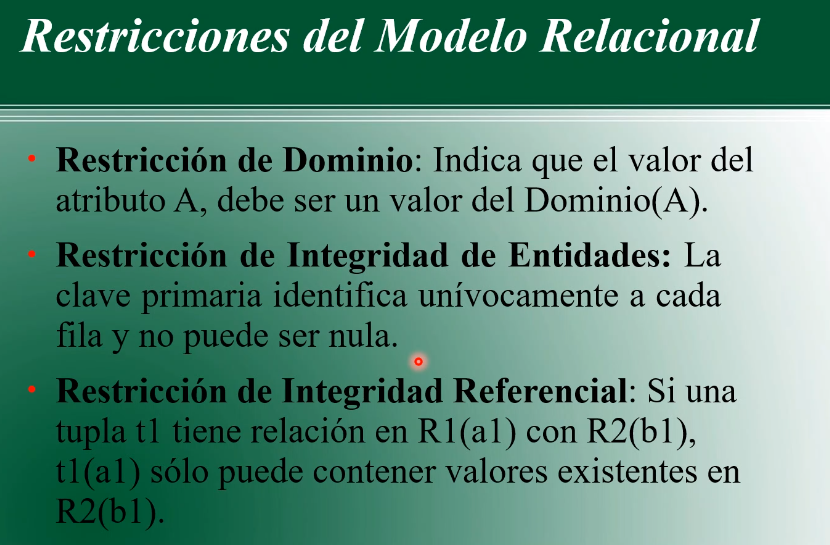 Restricciones del Modelo Relacional
• Restricción de Dominio: Indica que el valor del
atributo A, debe ser un valor del Dominio(A).
• Restricción de Integridad de Entidades: La
clave primaria identifica unívocamente a cada
fila y no puede ser nula.
• Restricción de Integridad Referencial: Si una
tupla t1 tiene relación en R1(a1) con R2(b1),
t1(a1) sólo puede contener valores existentes en
R2(b1).